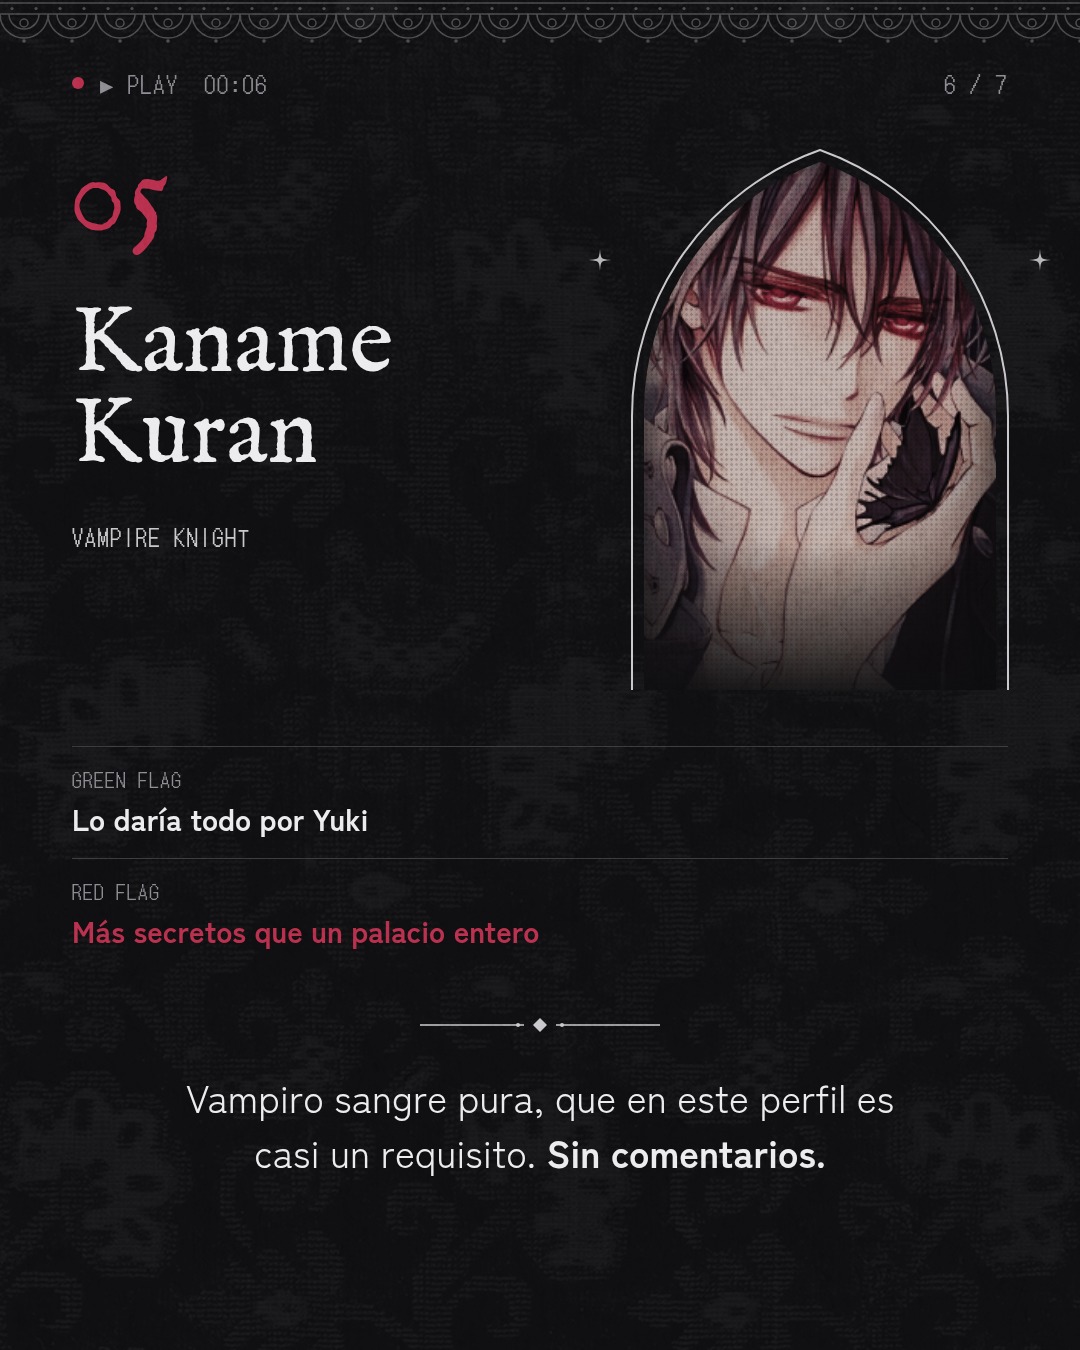 ▶ PLAY 00:06
6 / 7
05
Kaname
Kuran
VAMPIRE KNIGHT
GREEN FLAG
Lo daría todo por Yuki
RED FLAG
Más secretos que un palacio entero
Vampiro sangre pura, que en este perfil es
casi un requisito. Sin comentarios.